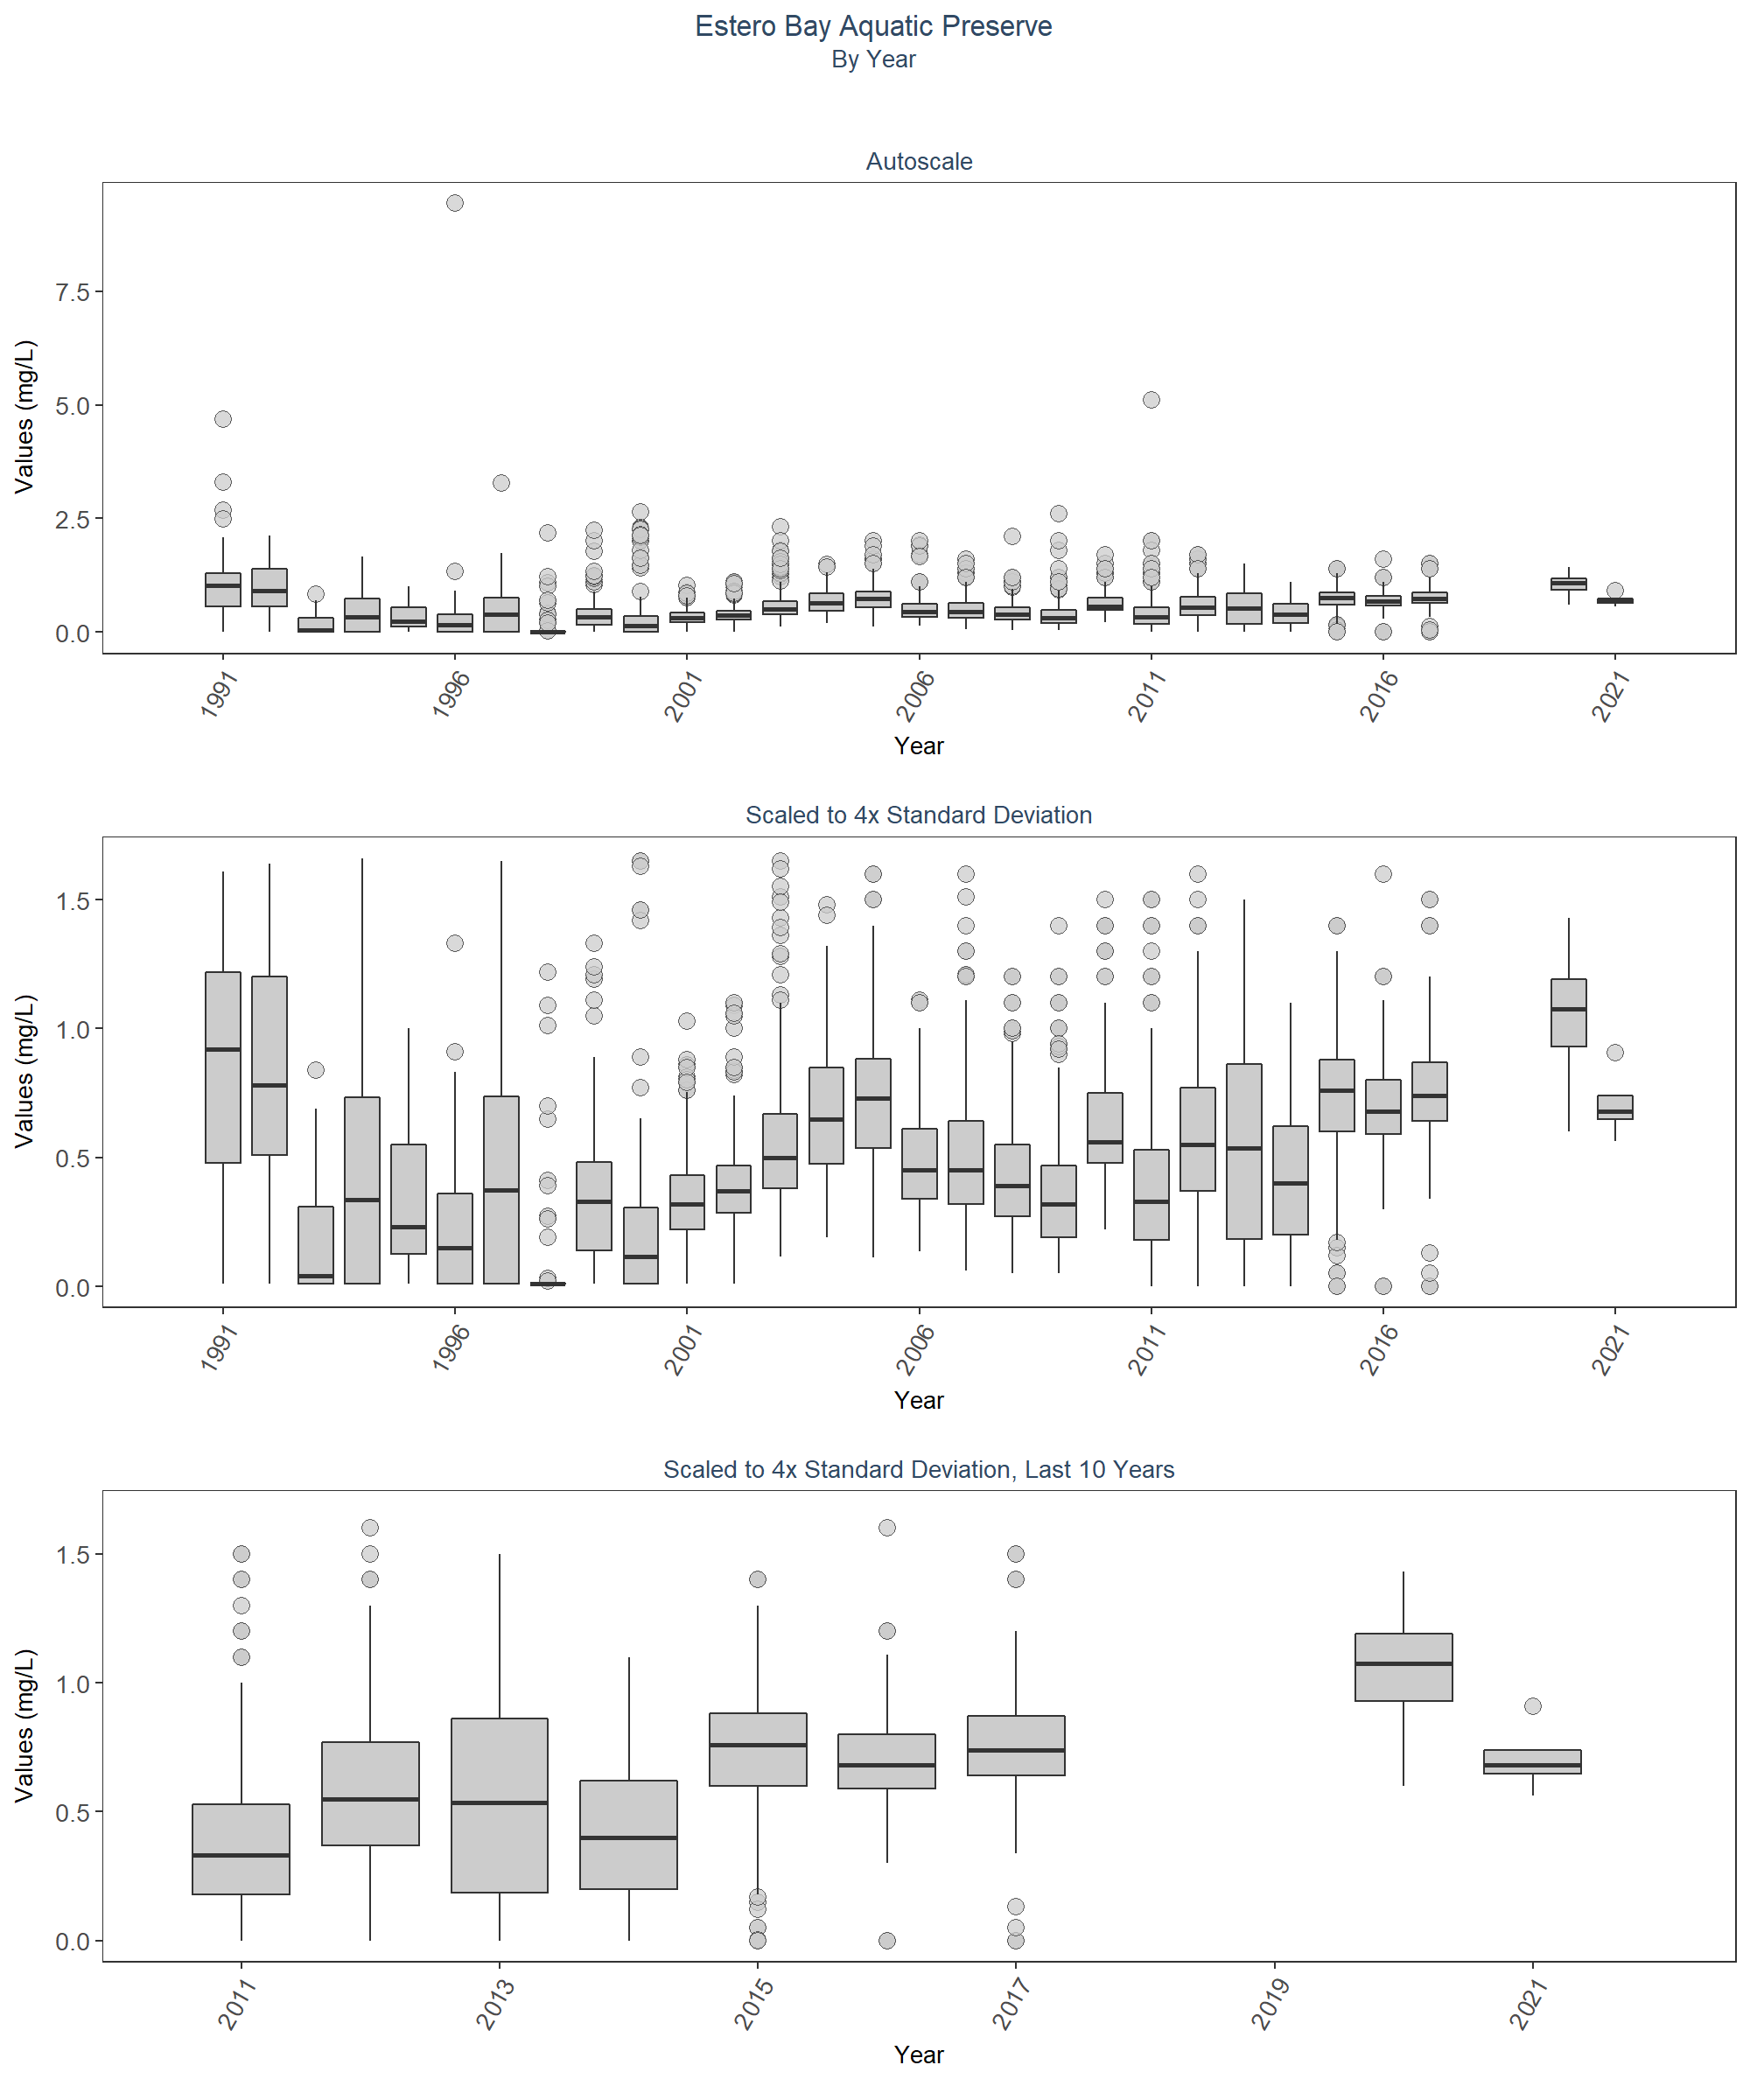 Estero Bay Aquatic Preserve
By Year
Autoscale
Values (mg/L)
7.5
5.0
2.5
0.0
1991 1996 2001 2006 2011 2016 2021
Year
Scaled to 4x Standard Deviation
Values (mg/L)
1.5
1.0
0.5
0.0
1991 1996 2001 2006 2011 2016 2021
Year
Scaled to 4x Standard Deviation, Last 10 Years
Values (mg/L)
1.5
1.0
0.5
0.0
2011 2013 2015 2017 2019 2021
Year